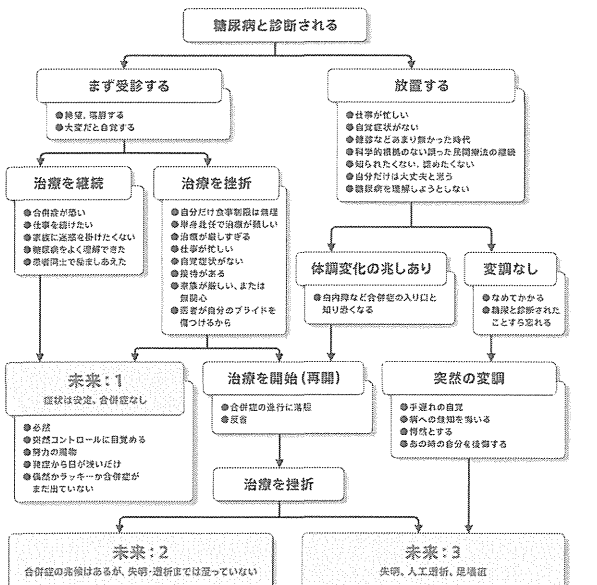 糖尿病と診断される
まず受診する
●絶望、落胆する
●大変だと自覚する
放置する
●仕事が忙しい
●自覚症状がない
●健診などあまり無かった時代
●科学的根拠のない誤った民間療法の継続
●知られたくない、認めたくない
●自分だけは大丈夫と思う
●糖尿病を理解しようとしない
治療を継続
●合併症が恐い
●仕事を続けたい
●家族に迷惑を掛けたくない
●糖尿病をよく理解できた
●患者同士で励ましあえた
治療を挫折
●自分だけ食事制限は無理
●単身赴任で治療が難しい
●治療が厳しすぎる
●仕事が忙しい
●自覚症状がない
●接待がある
●家族が厳しい、または
無関心
●医者が自分のプライドを
傷つけるから
体調変化の兆しあり
●白内障など合併症の入り口と
知り恐くなる
変調なし
●なめてかかる
●糖尿と診断された
ことすら忘れる
未来：1
症状は安定、合併症なし
●必然
●突然コントロールに目覚める
●努力の賜物
●発症から日が浅いだけ
●偶然かラッキーか合併症が
まだ出ていない
治療を開始（再開）
●合併症の進行に落胆
●反省
突然の変調
●手遅れの自覚
●病への無知を悔いる
●愕然とする
●あの時の自分を後悔する
治療を挫折
未来：2
合併症の兆候はあるが、失明・透析までは至っていない
未来：3
失明、人工透析、足壊疽